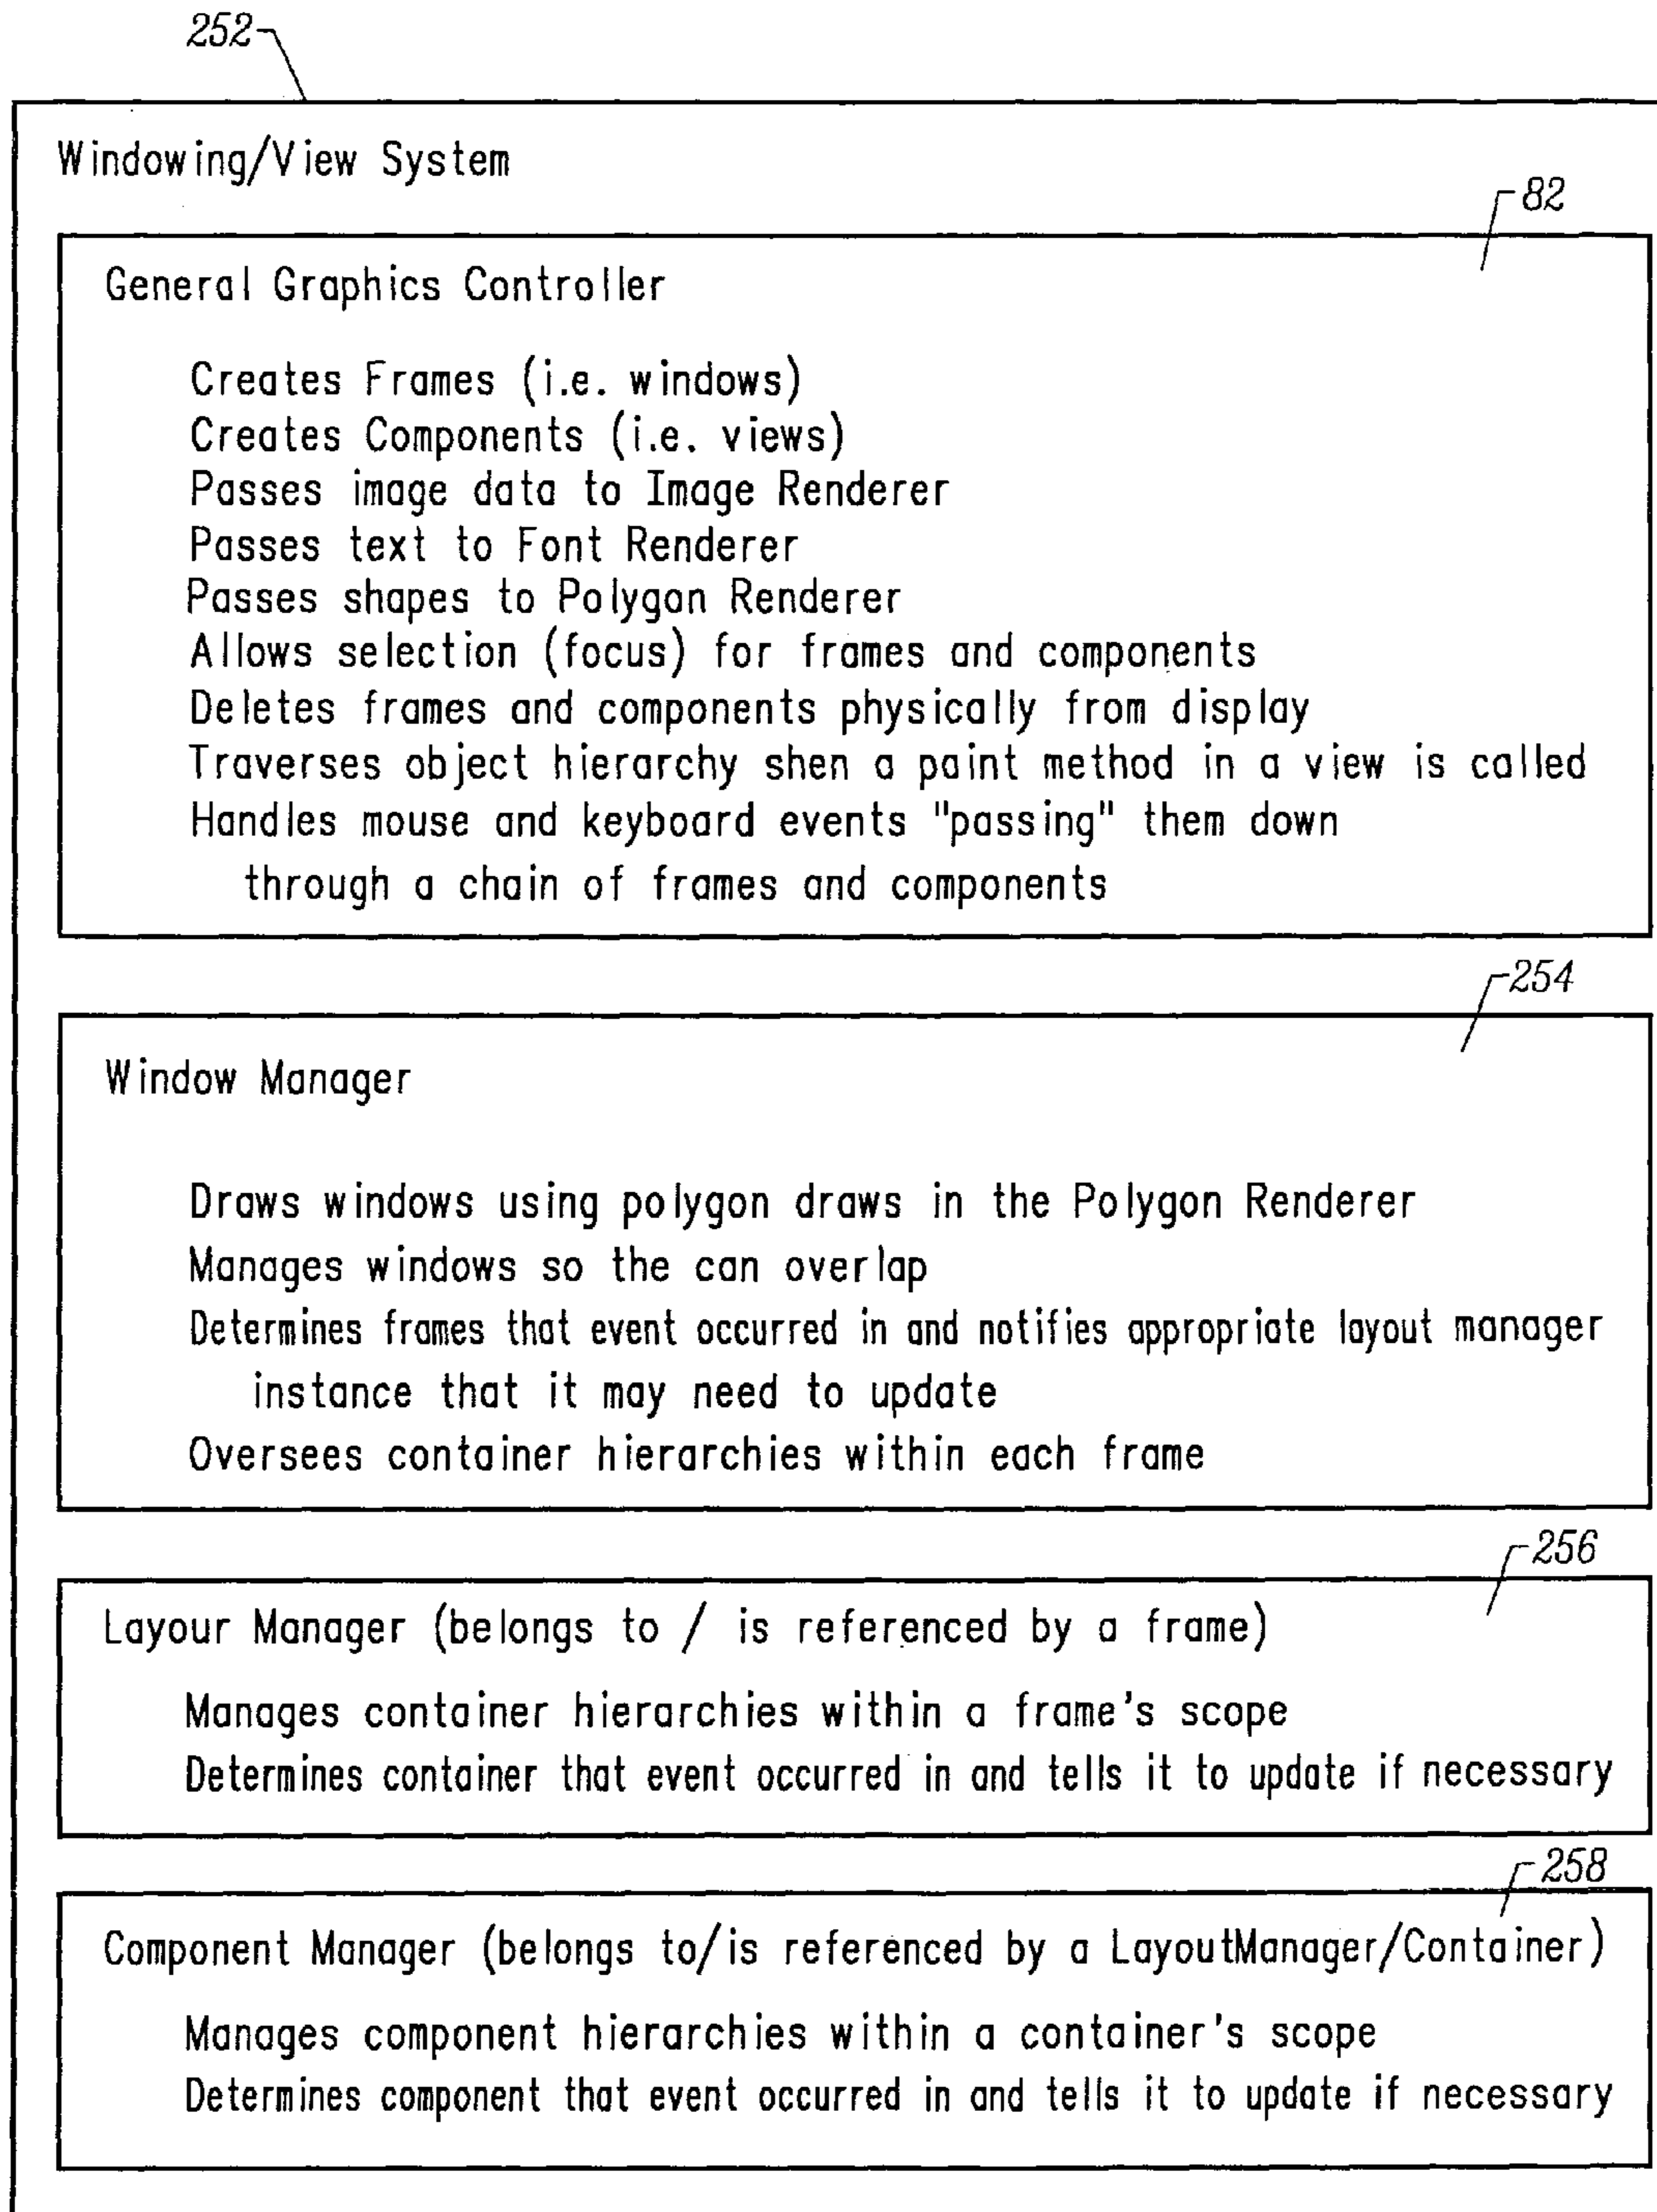 252
Windowing/View System
82
General Graphics Controller
Creates Frames (i.e. windows)
Creates Components (i.e. views)
Passes image data to Image Renderer
Passes text to Font Renderer
Passes shapes to Polygon Renderer
Allows selection (focus) for frames and components
Deletes frames and components physically from display
Traverses object hierarchy shen a paint method in a view is called
Handles mouse and keyboard events "passing" them down
through a chain of frames and components
254
Window Manager
Draws windows using polygon draws in the Polygon Renderer
Manages windows so the can overlap
Determines frames that event occurred in and notifies appropriate layout manager
instance that it may need to update
Oversees container hierarchies within each frame
256
Layour Manager (belongs to / is referenced by a frame)
Manages container hierarchies within a frame's scope
Determines container that event occurred in and tells it to update if necessary
258
Component Manager (belongs to/is referenced by a LayoutManager/Container)
Manages component hierarchies within a container's scope
Determines component that event occurred in and tells it to update if necessary